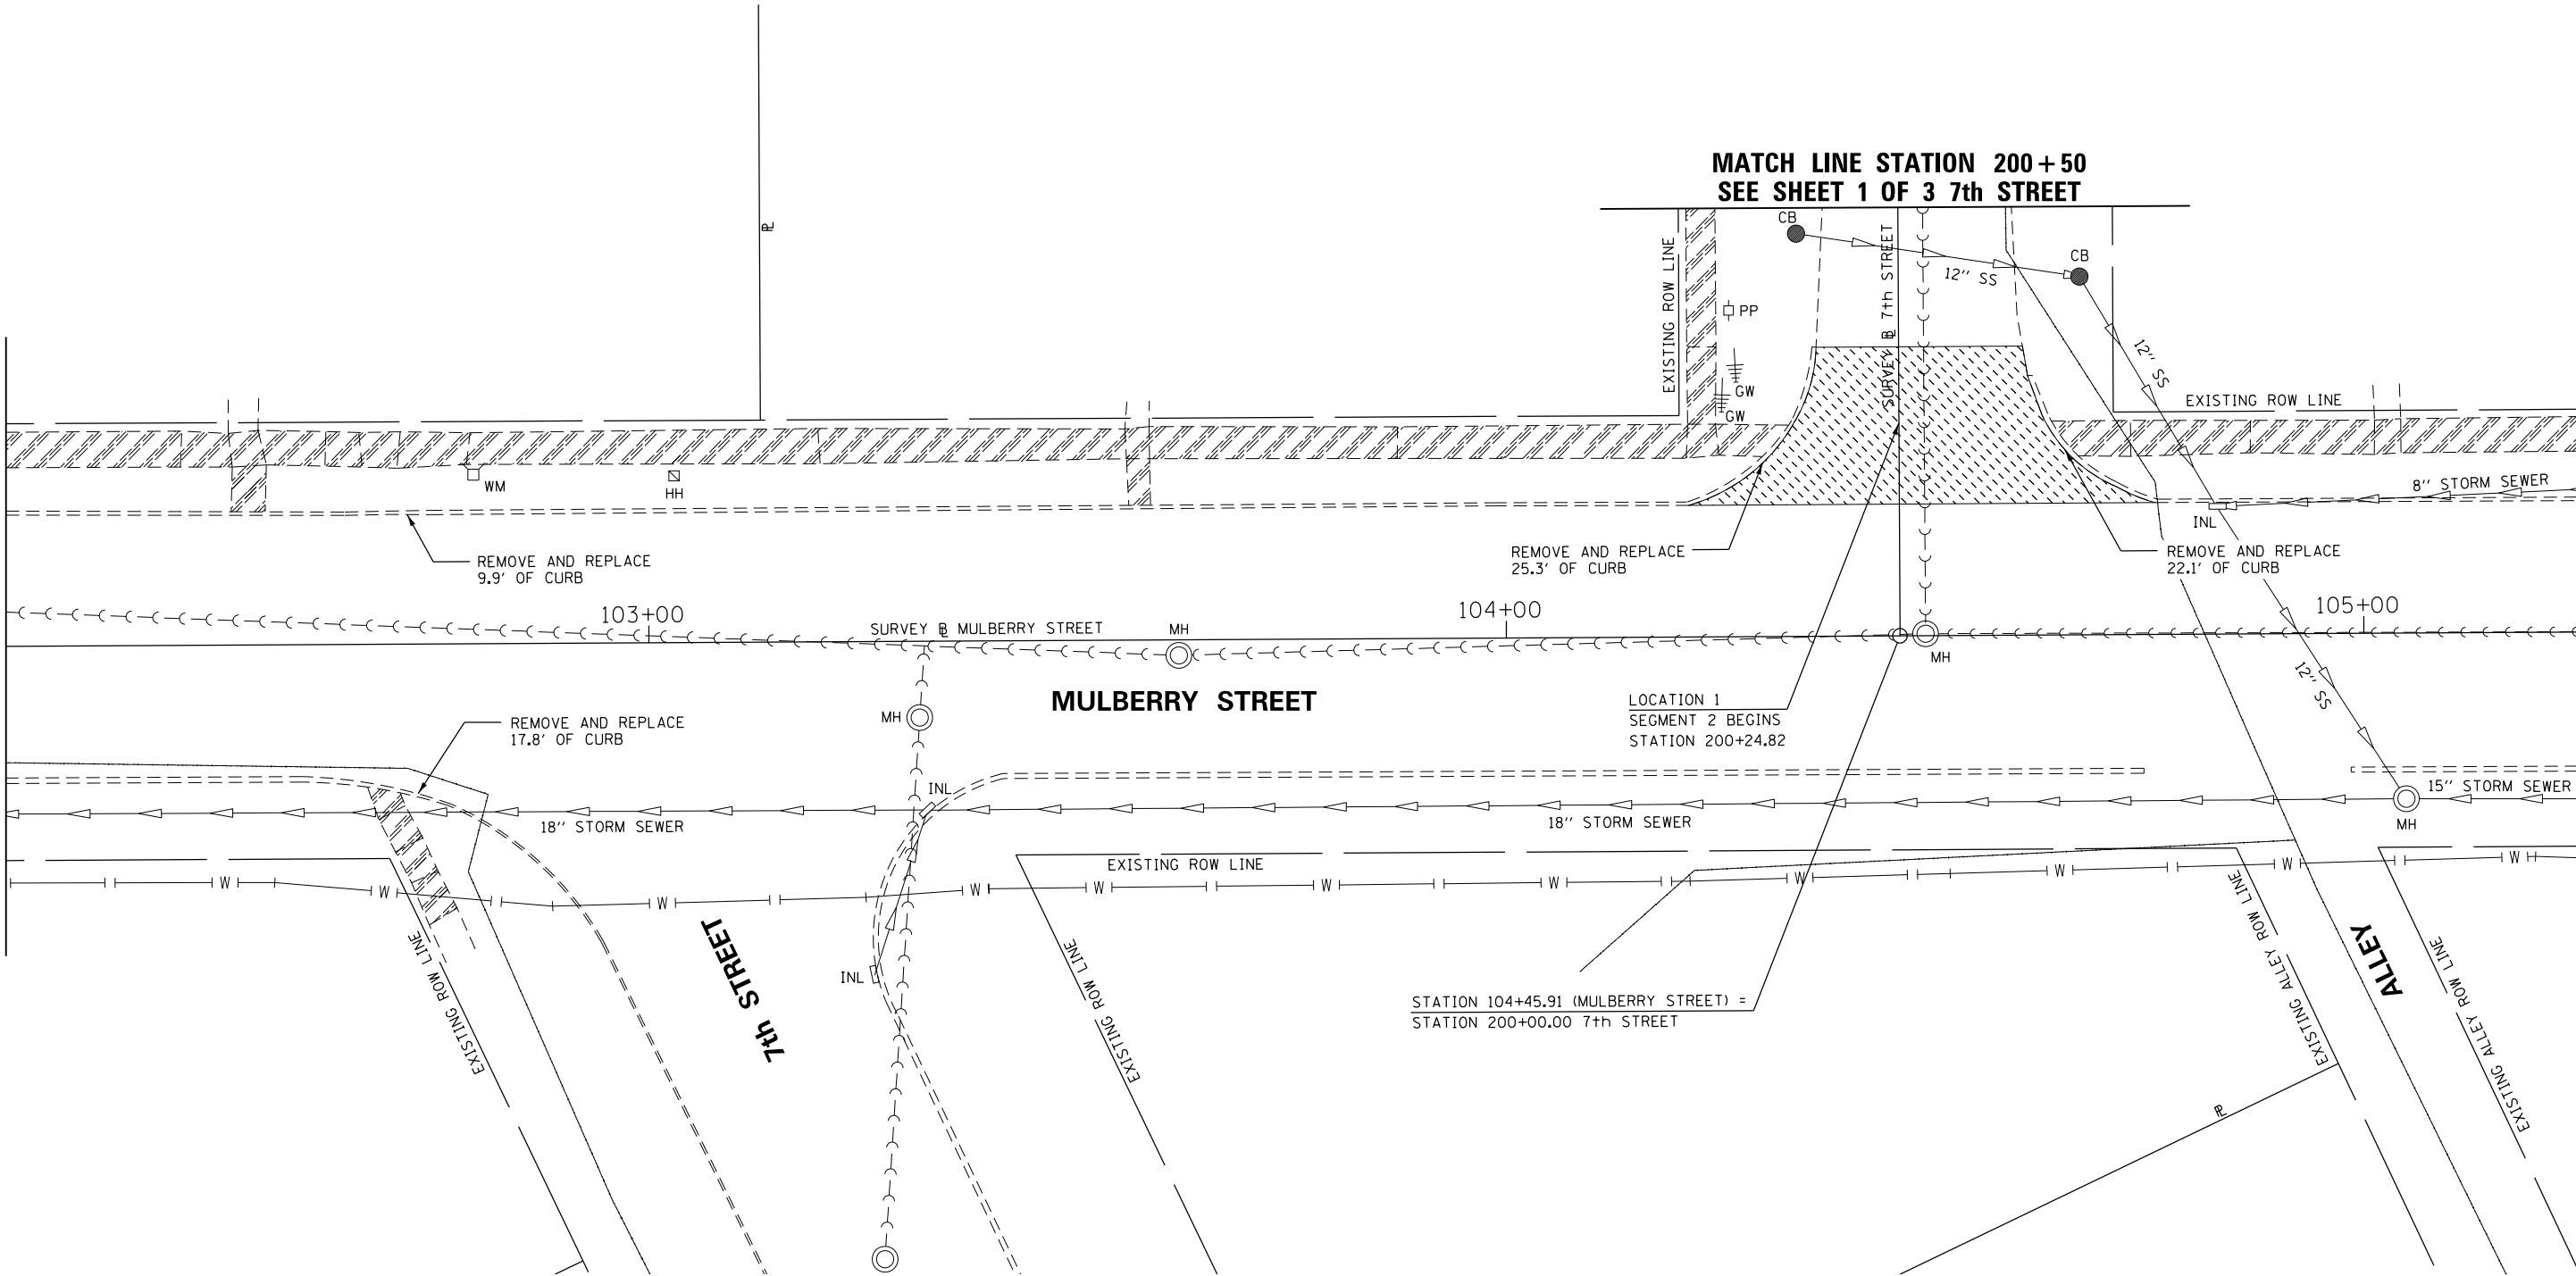 MATCH LINE STATION 200+50
SEE SHEET 1 OF 3 7th STREET
CB
CB
12'' SS
EXISTING ROW LINE
SURVEY ℄ 7th STREET
PP
12'' SS
GW
GW
EXISTING ROW LINE
WM
HH
8'' STORM SEWER
INL
REMOVE AND REPLACE
9.9' OF CURB
REMOVE AND REPLACE
25.3' OF CURB
REMOVE AND REPLACE
22.1' OF CURB
103+00
104+00
105+00
SURVEY ℄ MULBERRY STREET
MH
MH
12'' SS
MULBERRY STREET
LOCATION 1
SEGMENT 2 BEGINS
STATION 200+24.82
MH
REMOVE AND REPLACE
17.8' OF CURB
INL
15'' STORM SEWER
18'' STORM SEWER
18'' STORM SEWER
MH
EXISTING ROW LINE
W
W
W
W
W
W
W
W
W
W
W
INL
7th STREET
EXISTING ROW LINE
EXISTING ROW LINE
STATION 104+45.91 (MULBERRY STREET) =
STATION 200+00.00 7th STREET
EXISTING ALLEY ROW LINE
ALLEY
EXISTING ALLEY ROW LINE